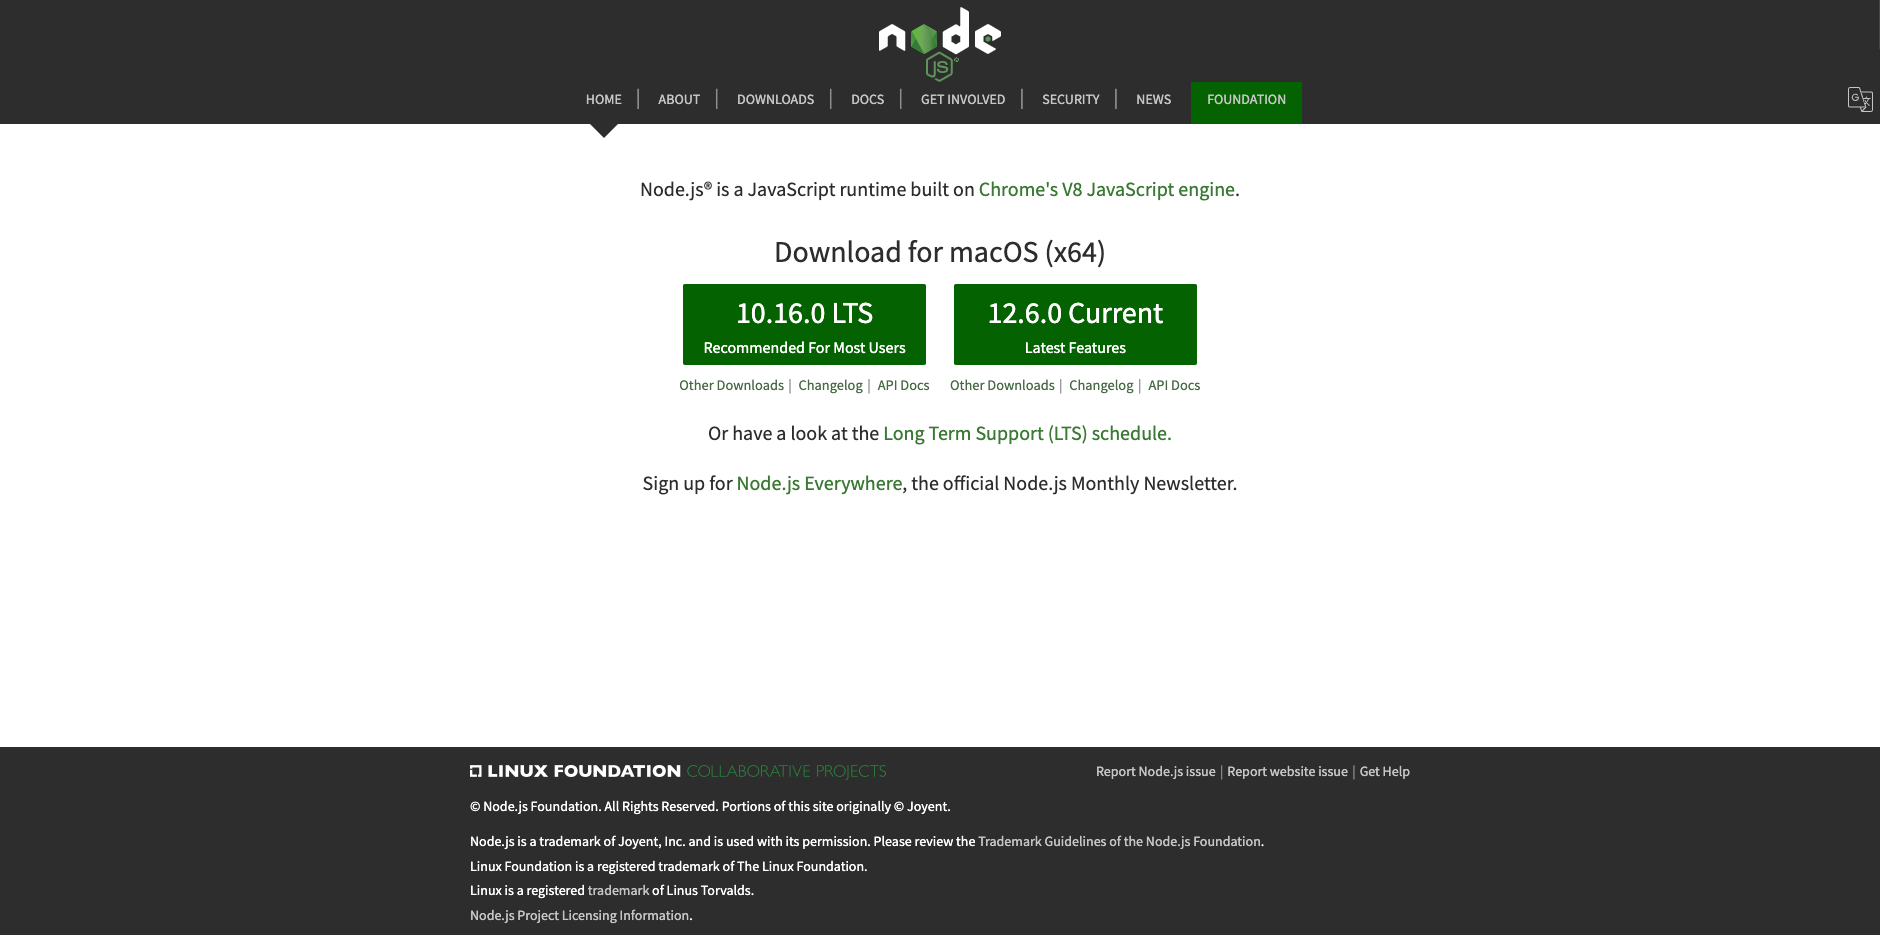 node
JS
HOME | ABOUT | DOWNLOADS | DOCS | GET INVOLVED | SECURITY | NEWS FOUNDATION
Node.js® is a JavaScript runtime built on Chrome's V8 JavaScript engine.
Download for macOS (x64)
10.16.0 LTS
Recommended For Most Users
12.6.0 Current
Latest Features
Other Downloads | Changelog | API Docs
Other Downloads | Changelog | API Docs
Or have a look at the Long Term Support (LTS) schedule.
Sign up for Node.js Everywhere, the official Node.js Monthly Newsletter.
LINUX FOUNDATION COLLABORATIVE PROJECTS
Report Node.js issue | Report website issue | Get Help
© Node.js Foundation. All Rights Reserved. Portions of this site originally © Joyent.
Node.js is a trademark of Joyent, Inc. and is used with its permission. Please review the Trademark Guidelines of the Node.js Foundation.
Linux Foundation is a registered trademark of The Linux Foundation.
Linux is a registered trademark of Linus Torvalds.
Node.js Project Licensing Information.